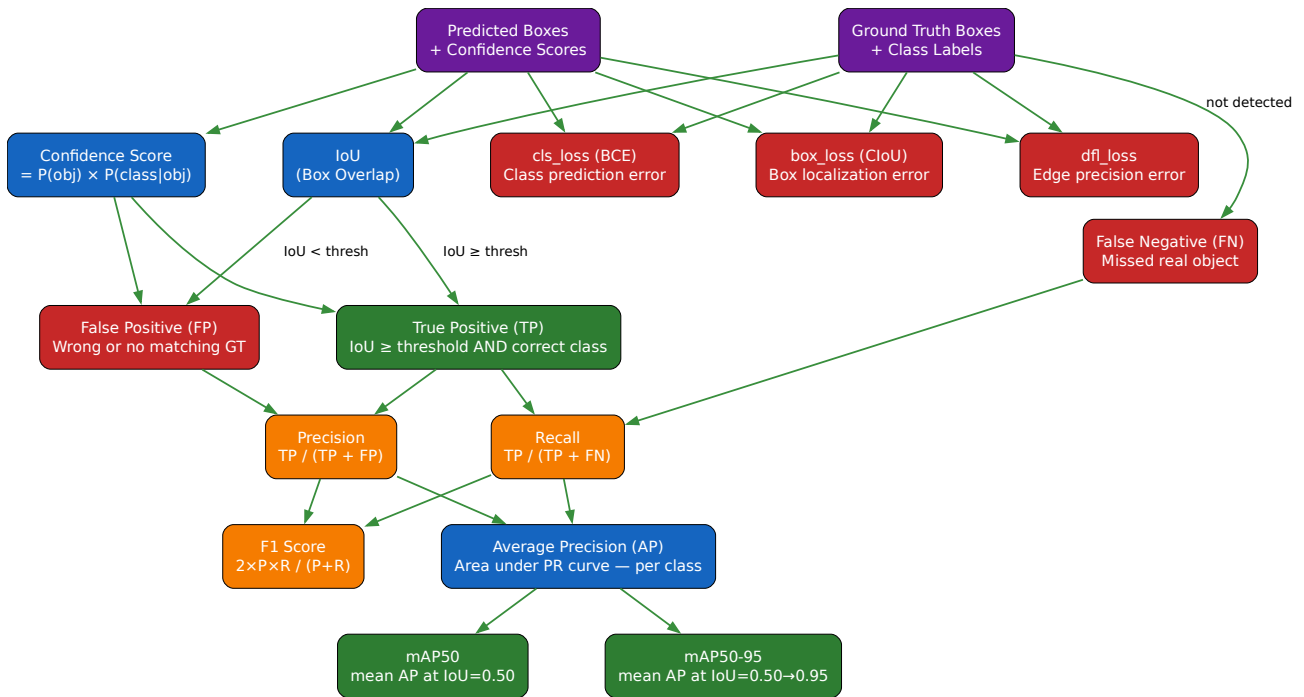 Predicted Boxes
+ Confidence Scores
Ground Truth Boxes
+ Class Labels
not detected
Confidence Score
= P(obj) × P(class|obj)
IoU
(Box Overlap)
cls_loss (BCE)
Class prediction error
box_loss (CIoU)
Box localization error
dfl_loss
Edge precision error
False Negative (FN)
Missed real object
IoU < thresh
IoU ≥ thresh
False Positive (FP)
Wrong or no matching GT
True Positive (TP)
IoU ≥ threshold AND correct class
Precision
TP / (TP + FP)
Recall
TP / (TP + FN)
F1 Score
2×P×R / (P+R)
Average Precision (AP)
Area under PR curve — per class
mAP50
mean AP at IoU=0.50
mAP50-95
mean AP at IoU=0.50→0.95